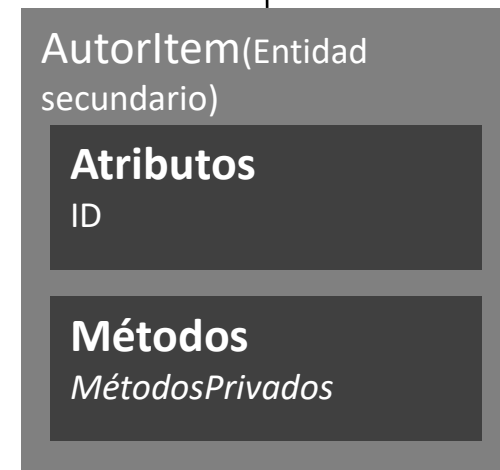 AutorItem(Entidad
secundario)
Atributos
ID
Métodos
MétodosPrivados